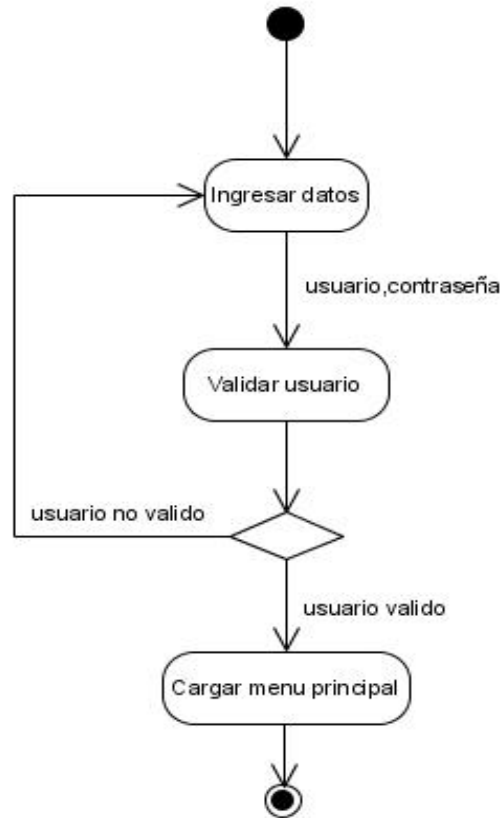 Ingresar datos
usuario,contraseña
Validar usuario
usuario no valido
usuario valido
Cargar menu principal